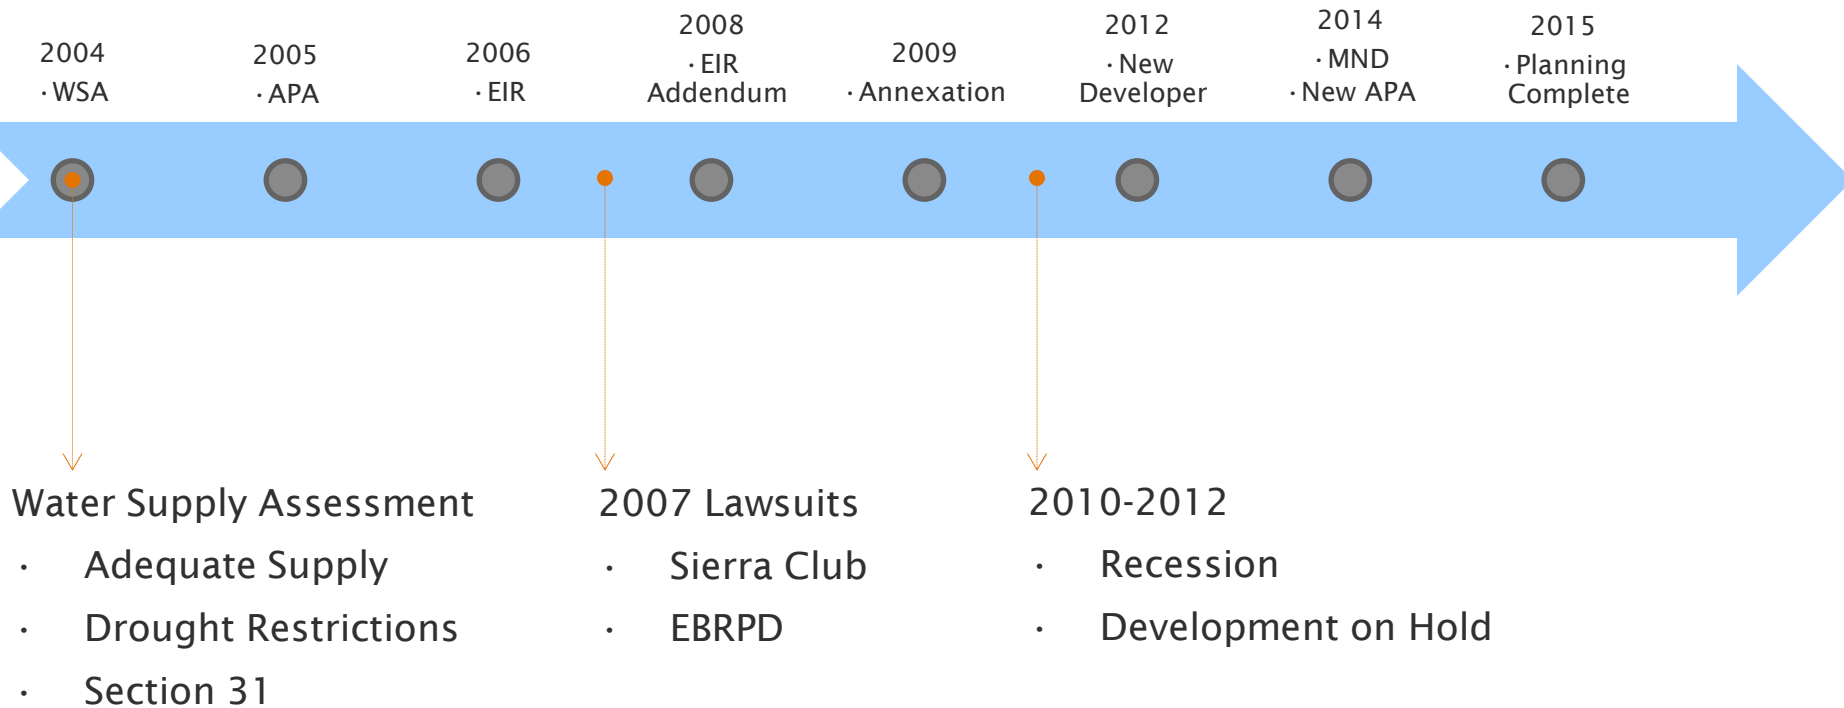 2004
· WSA
2005
· APA
2006
· EIR
2008
· EIR
Addendum
2009
· Annexation
2012
· New
Developer
2014
· MND
· New APA
2015
· Planning
Complete
Water Supply Assessment
· Adequate Supply
· Drought Restrictions
· Section 31
2007 Lawsuits
· Sierra Club
· EBRPD
2010-2012
· Recession
· Development on Hold